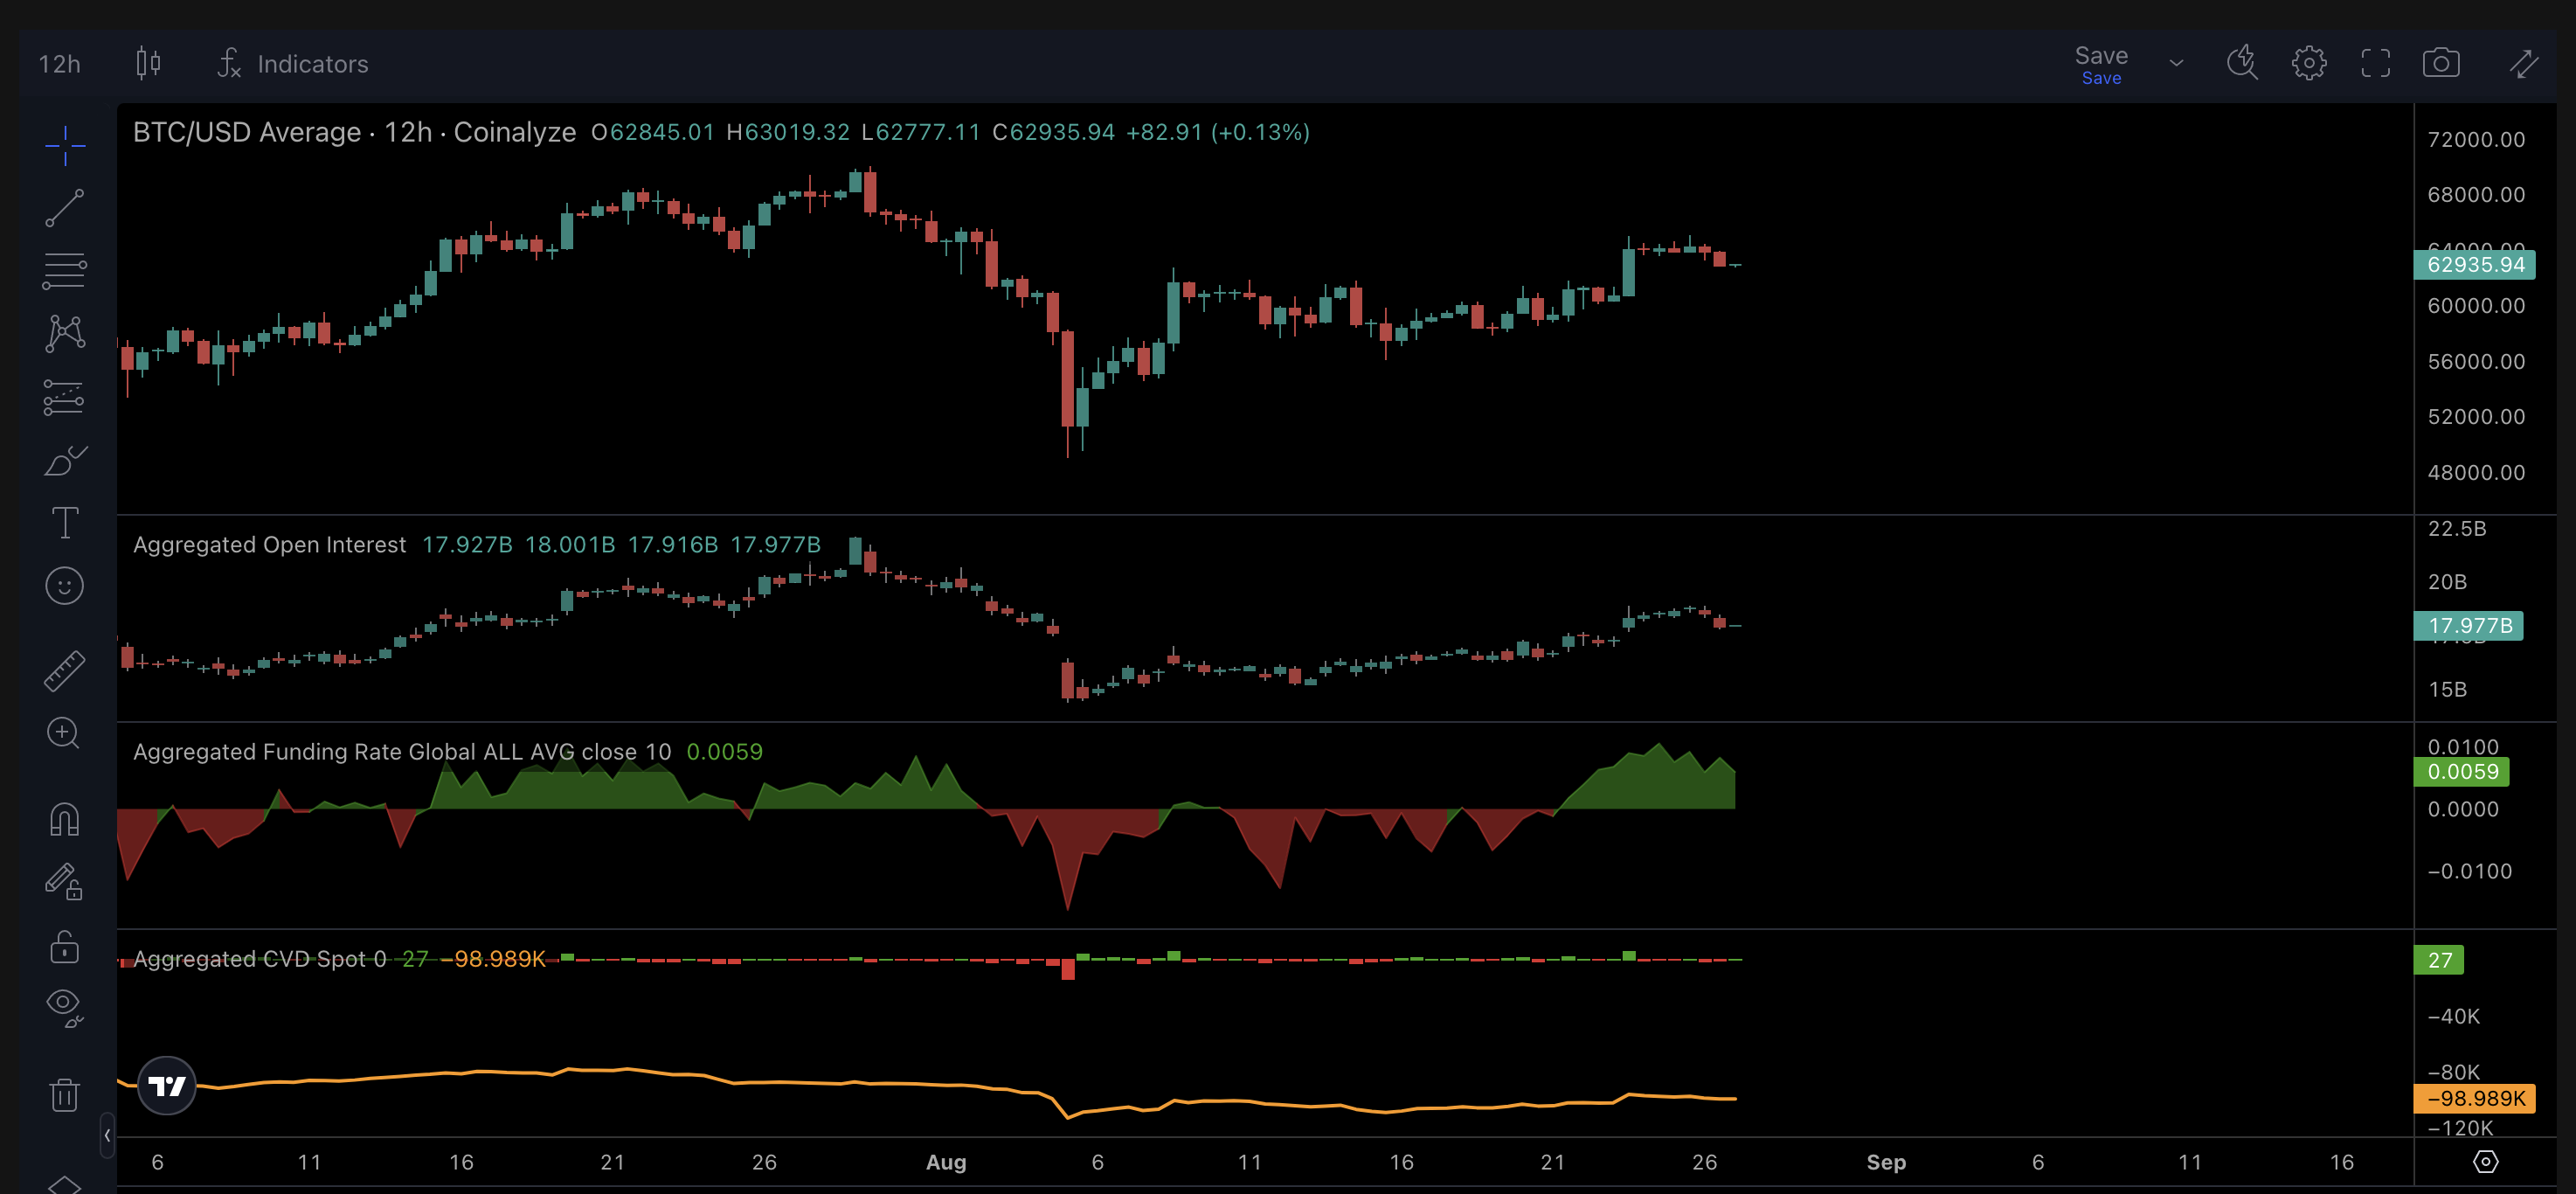 12h Indicators Save
Save
BTC/USD Average · 12h · Coinalyze O62845.01 H63019.32 L62777.11 C62935.94 +82.91 (+0.13%)
72000.00
68000.00
64000.00
62935.94
60000.00
56000.00
52000.00
48000.00
Aggregated Open Interest 17.927B 18.001B 17.916B 17.977B
22.5B
20B
17.977B
15B
Aggregated Funding Rate Global ALL AVG close 10 0.0059
0.0100
0.0059
0.0000
−0.0100
Aggregated CVD Spot 0 27 −98.989K
27
−40K
−80K
−98.989K
−120K
6 11 16 21 26 Aug 6 11 16 21 26 Sep 6 11 16